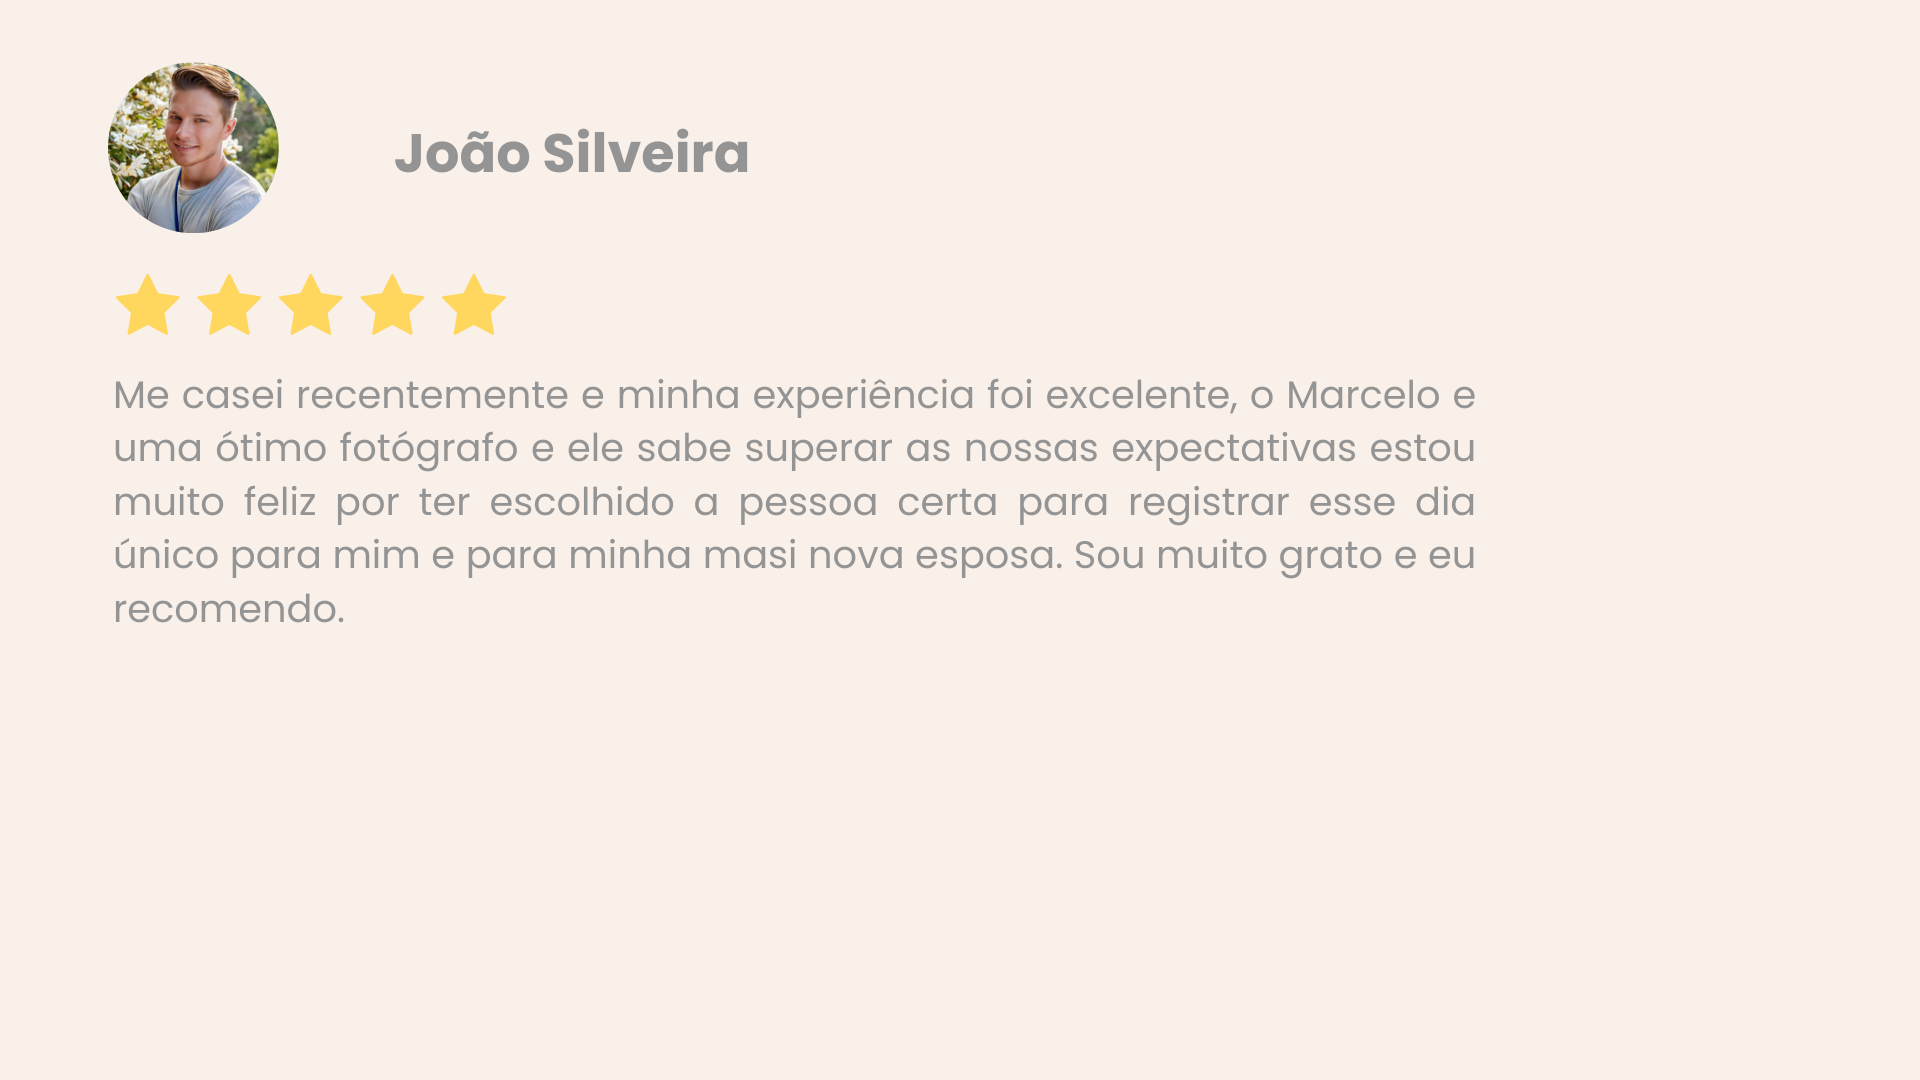 João Silveira
Me casei recentemente e minha experiência foi excelente, o Marcelo e
uma ótimo fotógrafo e ele sabe superar as nossas expectativas estou
muito feliz por ter escolhido a pessoa certa para registrar esse dia
único para mim e para minha masi nova esposa. Sou muito grato e eu
recomendo.